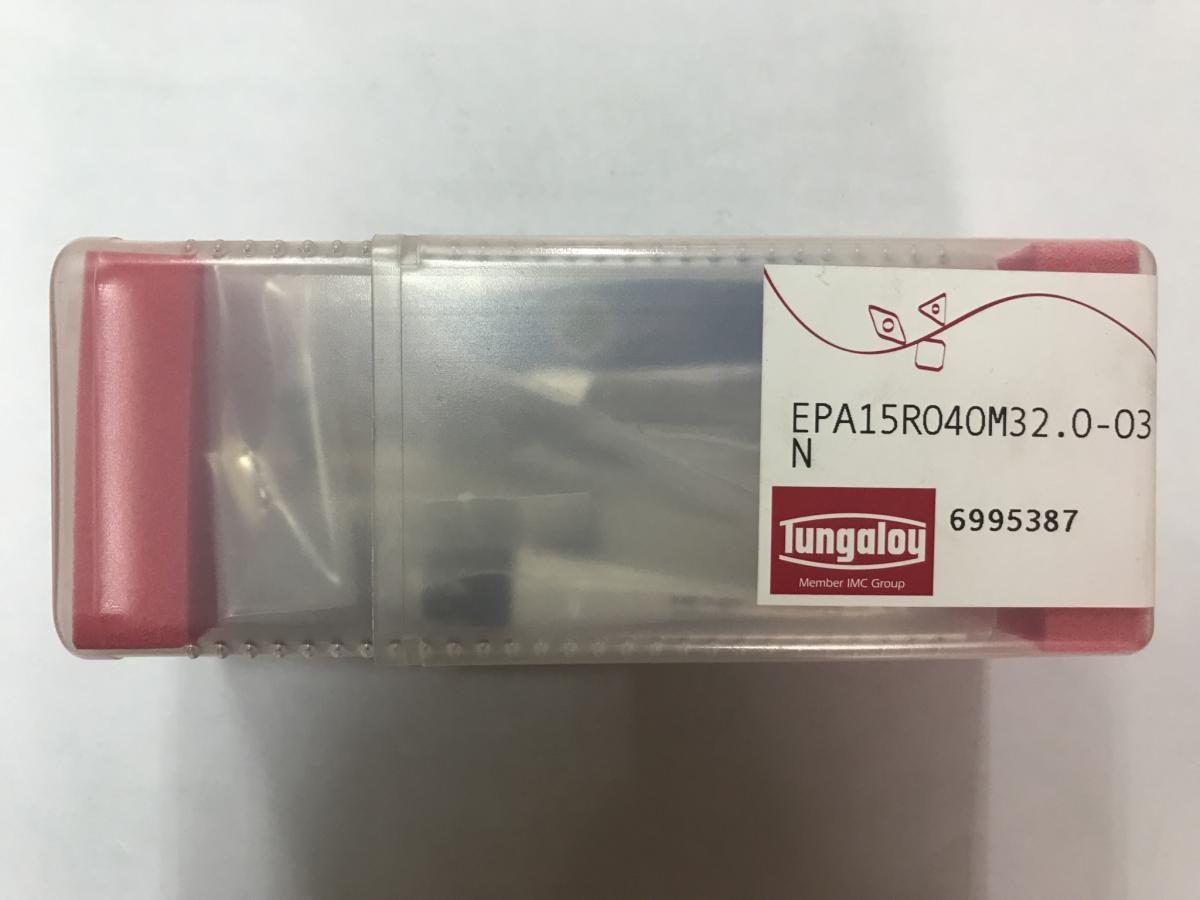 EPA15R040M32.0-03
N
Tungaloy
6995387
Member IMC Group